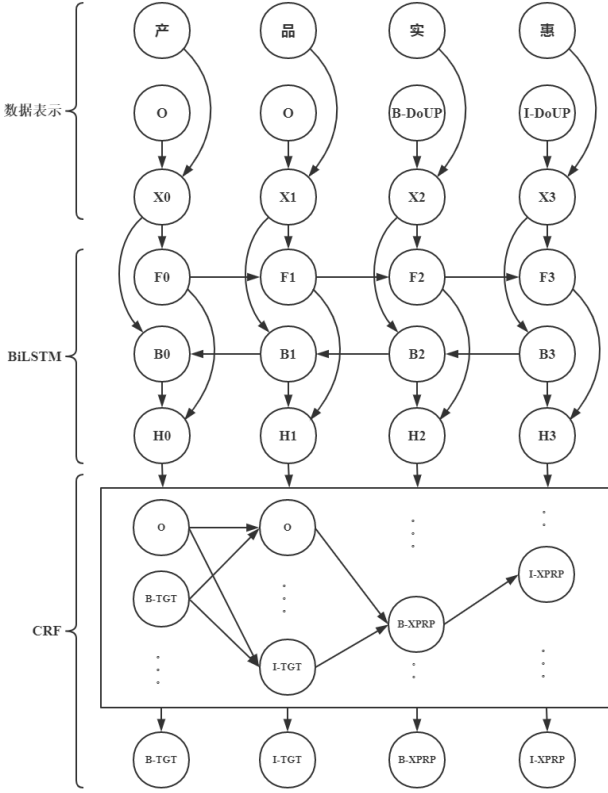 产 品 实 惠
数据表示
O O B-DoUP I-DoUP
X0 X1 X2 X3
F0 F1 F2 F3
BiLSTM
B0 B1 B2 B3
H0 H1 H2 H3
O O
I-XPRP
B-TGT
B-XPRP
CRF
I-TGT
B-TGT I-TGT B-XPRP I-XPRP